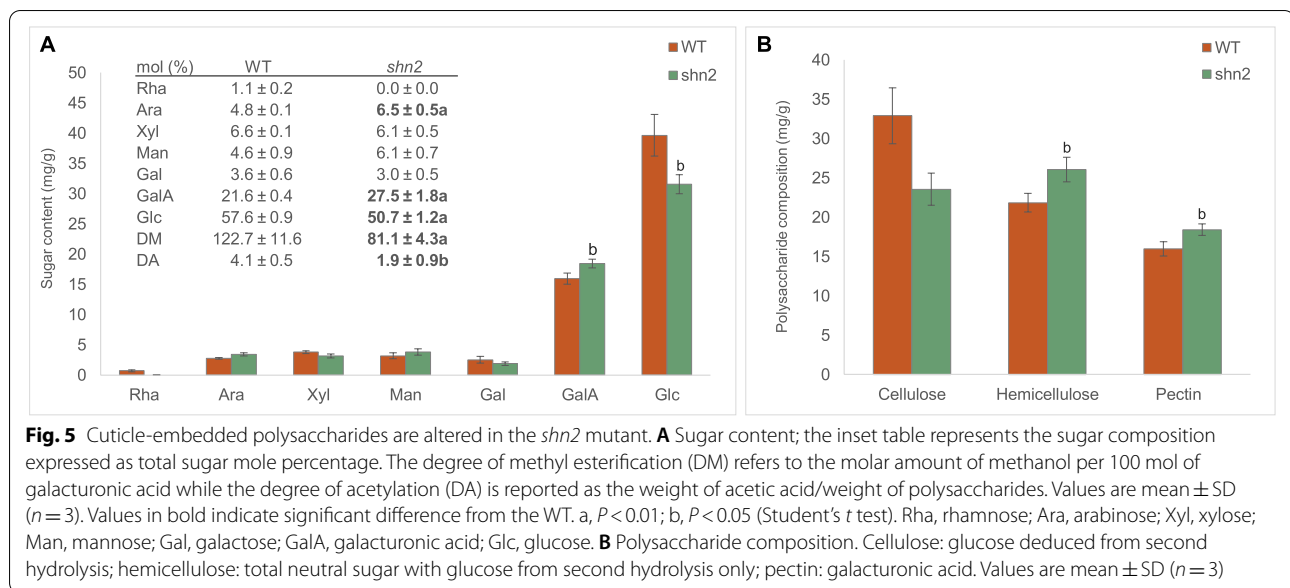 A
WT
shn2
mol (%) WT shn2
Rha 1.1 ± 0.2 0.0 ± 0.0
Ara 4.8 ± 0.1 6.5 ± 0.5a
Xyl 6.6 ± 0.1 6.1 ± 0.5
Man 4.6 ± 0.9 6.1 ± 0.7
Gal 3.6 ± 0.6 3.0 ± 0.5
GalA 21.6 ± 0.4 27.5 ± 1.8a
Glc 57.6 ± 0.9 50.7 ± 1.2a
DM 122.7 ± 11.6 81.1 ± 4.3a
DA 4.1 ± 0.5 1.9 ± 0.9b
Sugar content (mg/g)
50
45
40
35
30
25
20
15
10
5
0
b
b
Rha Ara Xyl Man Gal GalA Glc
B
WT
shn2
Polysaccharide composition (mg/g)
40
35
30
25
20
15
10
5
0
b
b
Cellulose Hemicellulose Pectin
Fig. 5 Cuticle-embedded polysaccharides are altered in the shn2 mutant. A Sugar content; the inset table represents the sugar composition
expressed as total sugar mole percentage. The degree of methyl esterification (DM) refers to the molar amount of methanol per 100 mol of
galacturonic acid while the degree of acetylation (DA) is reported as the weight of acetic acid/weight of polysaccharides. Values are mean ± SD
(n = 3). Values in bold indicate significant difference from the WT. a, P < 0.01; b, P < 0.05 (Student's t test). Rha, rhamnose; Ara, arabinose; Xyl, xylose;
Man, mannose; Gal, galactose; GalA, galacturonic acid; Glc, glucose. B Polysaccharide composition. Cellulose: glucose deduced from second
hydrolysis; hemicellulose: total neutral sugar with glucose from second hydrolysis only; pectin: galacturonic acid. Values are mean ± SD (n = 3)